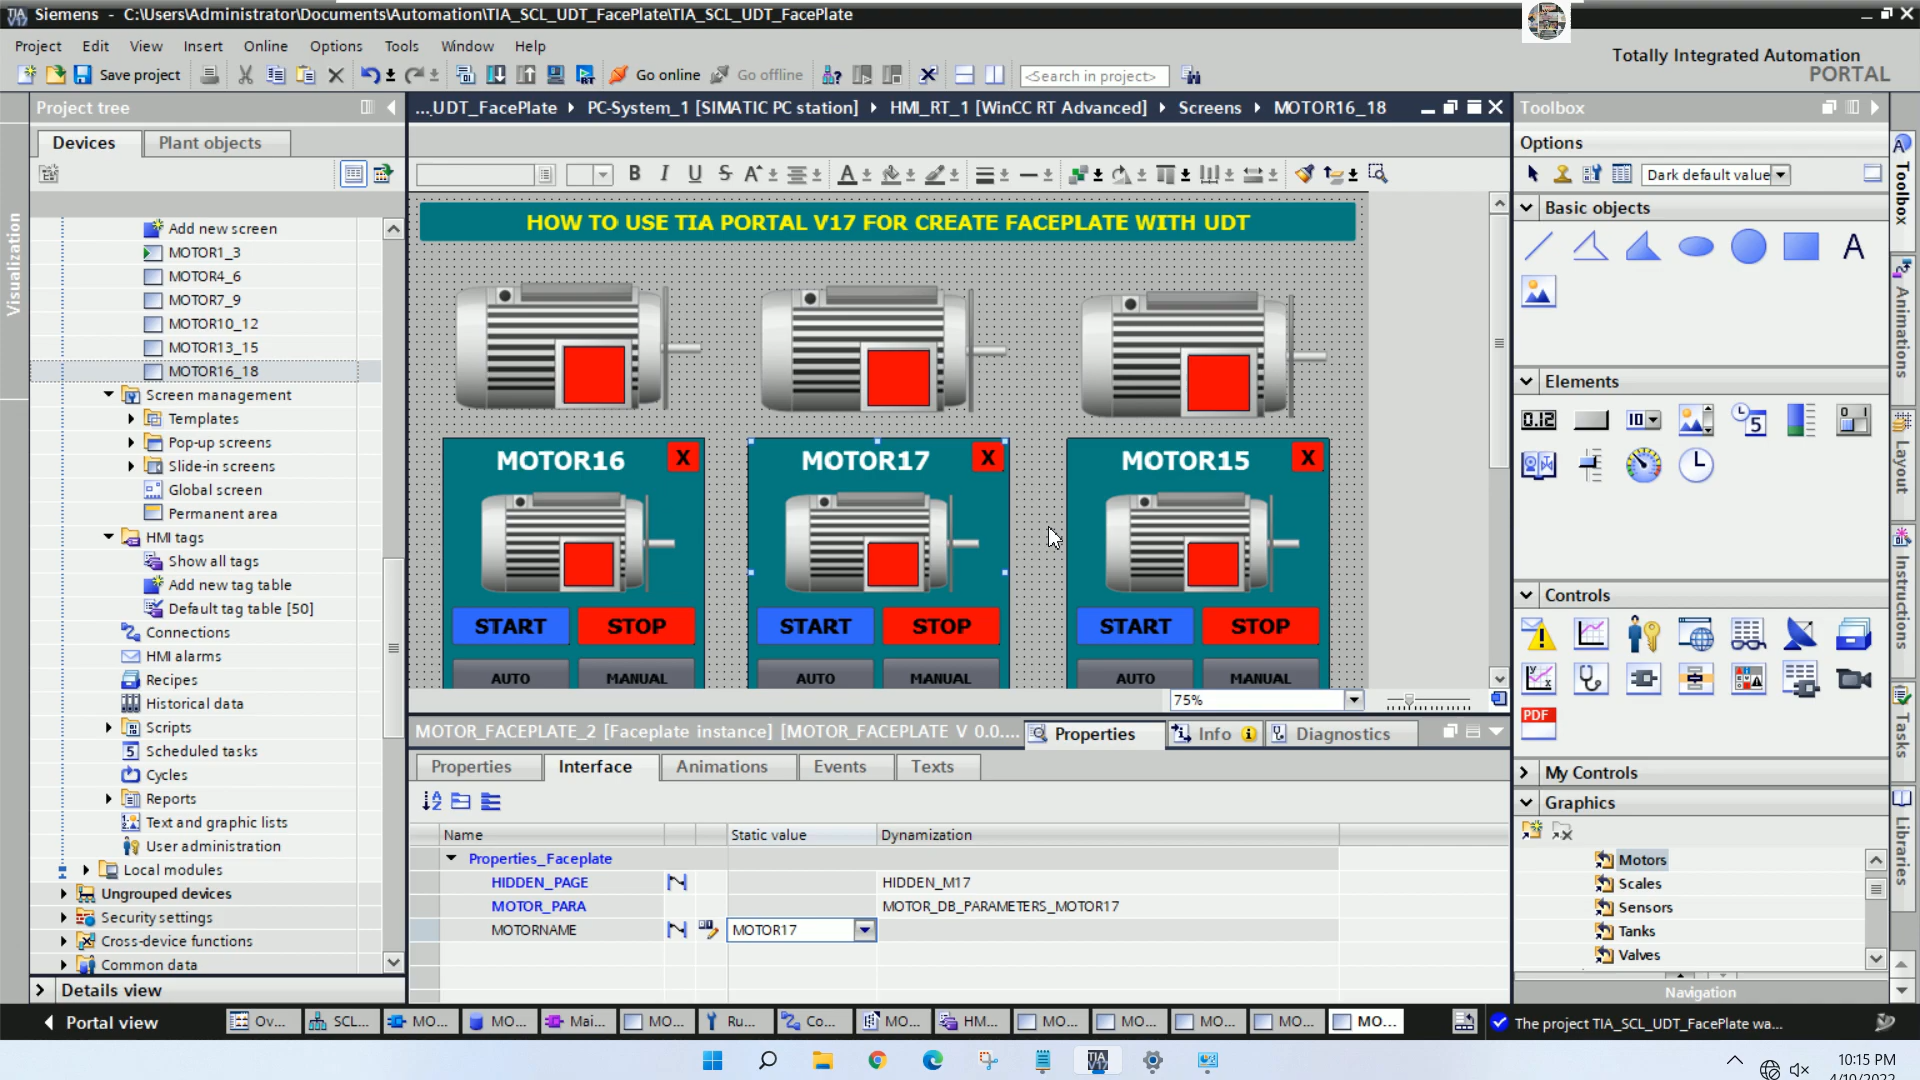 Siemens - C:\Users\Administrator\Documents\Automation\TIA_SCL_UDT_FacePlate\TIA_SCL_UDT_FacePlate
Project Edit View Insert Online Options Tools Window Help
Totally Integrated Automation
PORTAL
Save project
Go online
Go offline
<Search in project>
Project tree
...UDT_FacePlate PC-System_1 [SIMATIC PC station] HMI_RT_1 [WinCC RT Advanced] Screens MOTOR16_18
Toolbox
Devices
Plant objects
Options
B I U S A A
Dark default value
Visualization
Add new screen
MOTOR1_3
MOTOR4_6
MOTOR7_9
MOTOR10_12
MOTOR13_15
MOTOR16_18
Screen management
Templates
Pop-up screens
Slide-in screens
Global screen
Permanent area
HMI tags
Show all tags
Add new tag table
Default tag table [50]
Connections
HMI alarms
Recipes
Historical data
Scripts
Scheduled tasks
Cycles
Reports
Text and graphic lists
User administration
Local modules
Ungrouped devices
Security settings
Cross-device functions
Common data
Details view
HOW TO USE TIA PORTAL V17 FOR CREATE FACEPLATE WITH UDT
MOTOR16 X
MOTOR17 X
MOTOR15 X
START STOP
START STOP
START STOP
AUTO MANUAL
AUTO MANUAL
AUTO MANUAL
75%
MOTOR_FACEPLATE_2 [Faceplate instance] [MOTOR_FACEPLATE V 0.0....
Properties
Info
Diagnostics
Properties Interface Animations Events Texts
Name Static value Dynamization
Properties_Faceplate
HIDDEN_PAGE HIDDEN_M17
MOTOR_PARA MOTOR_DB_PARAMETERS_MOTOR17
MOTORNAME MOTOR17
Basic objects
A
Elements
0.12
10
5
0 1
Controls
PDF
My Controls
Graphics
Motors
Scales
Sensors
Tanks
Valves
Navigation
Toolbox
Animations
Layout
Instructions
Tasks
Libraries
Portal view
Ov... SCL... MO... MO... Mai... MO... Ru... Co... MO... HM... MO... MO... MO... MO... MO...
The project TIA_SCL_UDT_FacePlate wa...
TIA V17
10:15 PM
4/10/2022